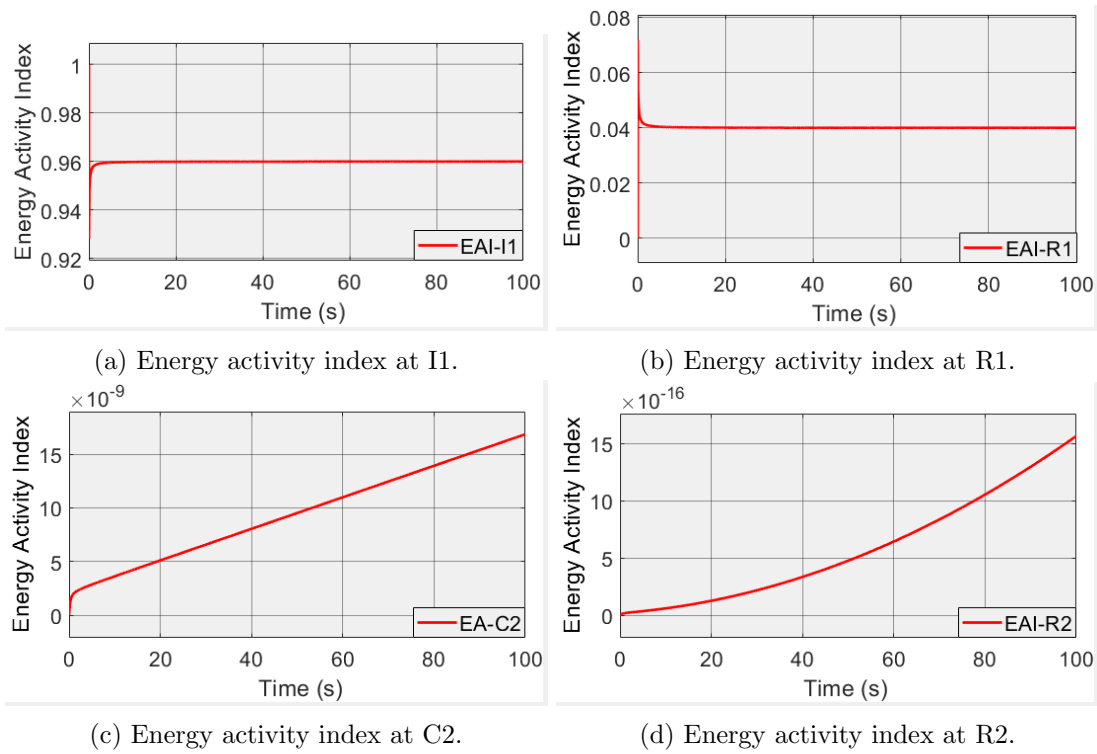 Energy Activity Index
1
0.98
0.96
0.94
0.92
EAI-I1
0 20 40 60 80 100
Time (s)
(a) Energy activity index at I1.
Energy Activity Index
0.08
0.06
0.04
0.02
0
EAI-R1
0 20 40 60 80 100
Time (s)
(b) Energy activity index at R1.
×10-9
Energy Activity Index
15
10
5
0
EA-C2
0 20 40 60 80 100
Time (s)
(c) Energy activity index at C2.
×10-16
Energy Activity Index
15
10
5
0
EAI-R2
0 20 40 60 80 100
Time (s)
(d) Energy activity index at R2.